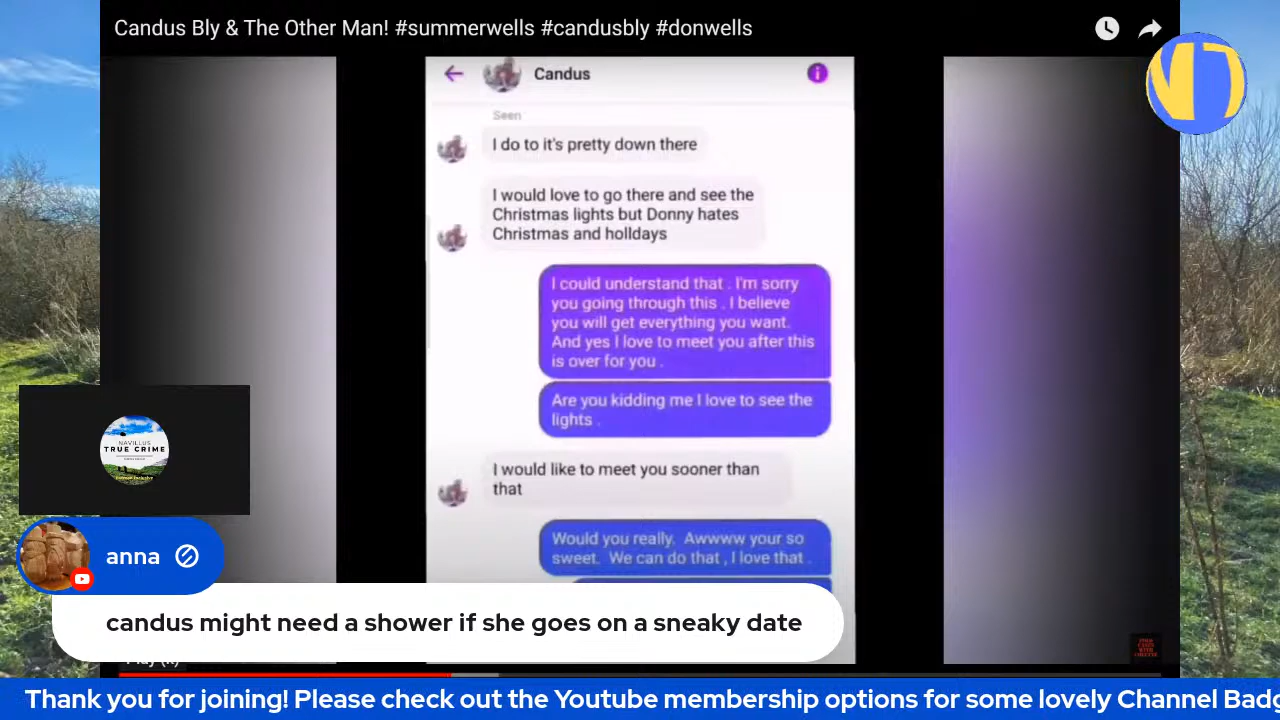 Candus Bly & The Other Man! #summerwells #candusbly #donwells
Candus
Seen
I do to it's pretty down there
I would love to go there and see the
Christmas lights but Donny hates
Christmas and holldays
I could understand that . I'm sorry
you going through this . I believe
you will get everything you want.
And yes I love to meet you after this
is over for you .
Are you kidding me I love to see the
lights .
I would like to meet you sooner than
that
Would you really. Awwww your so
sweet. We can do that , I love that .
NAVILLUS
TRUE CRIME
anna
candus might need a shower if she goes on a sneaky date
Thank you for joining! Please check out the Youtube membership options for some lovely Channel Badg